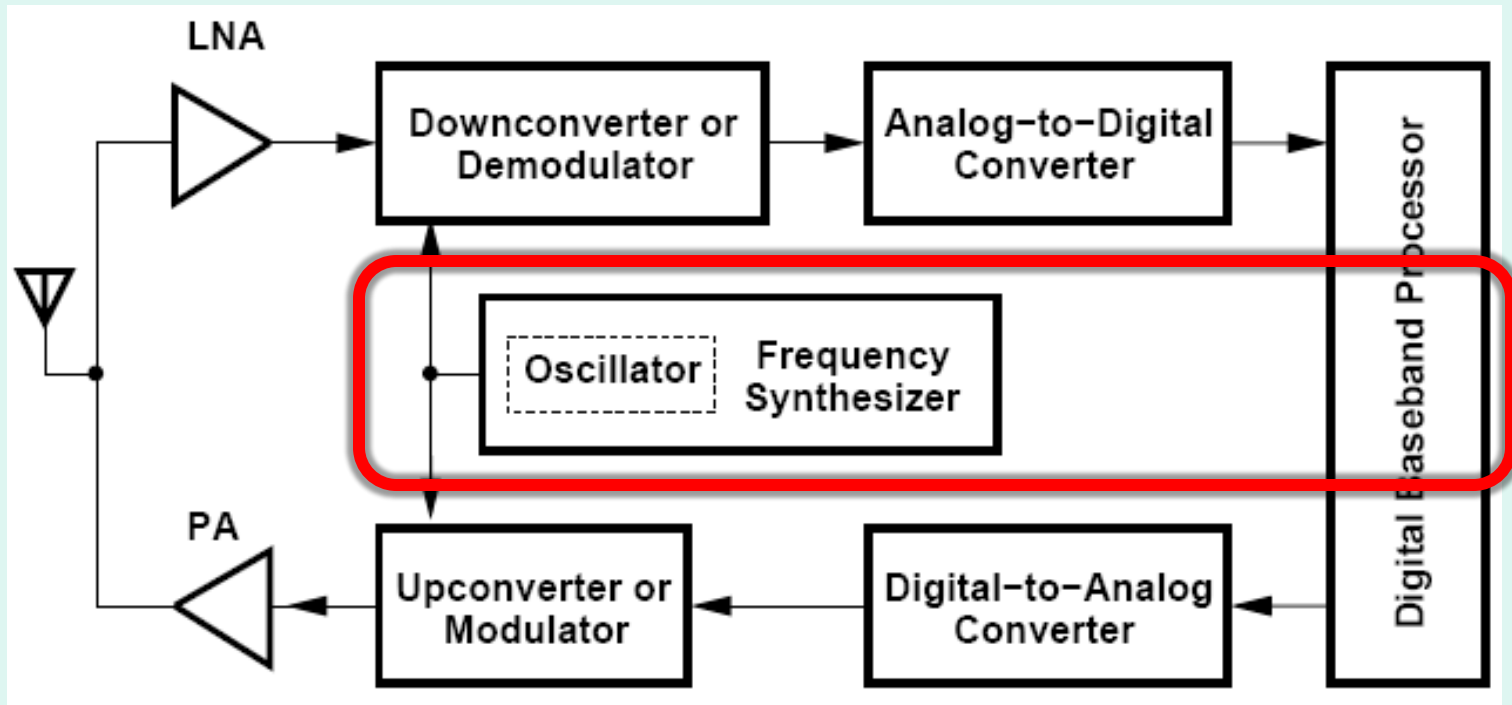 LNA
Downconverter or
Demodulator
Analog−to−Digital
Converter
Digital Baseband Processor
Oscillator
Frequency
Synthesizer
PA
Upconverter or
Modulator
Digital−to−Analog
Converter